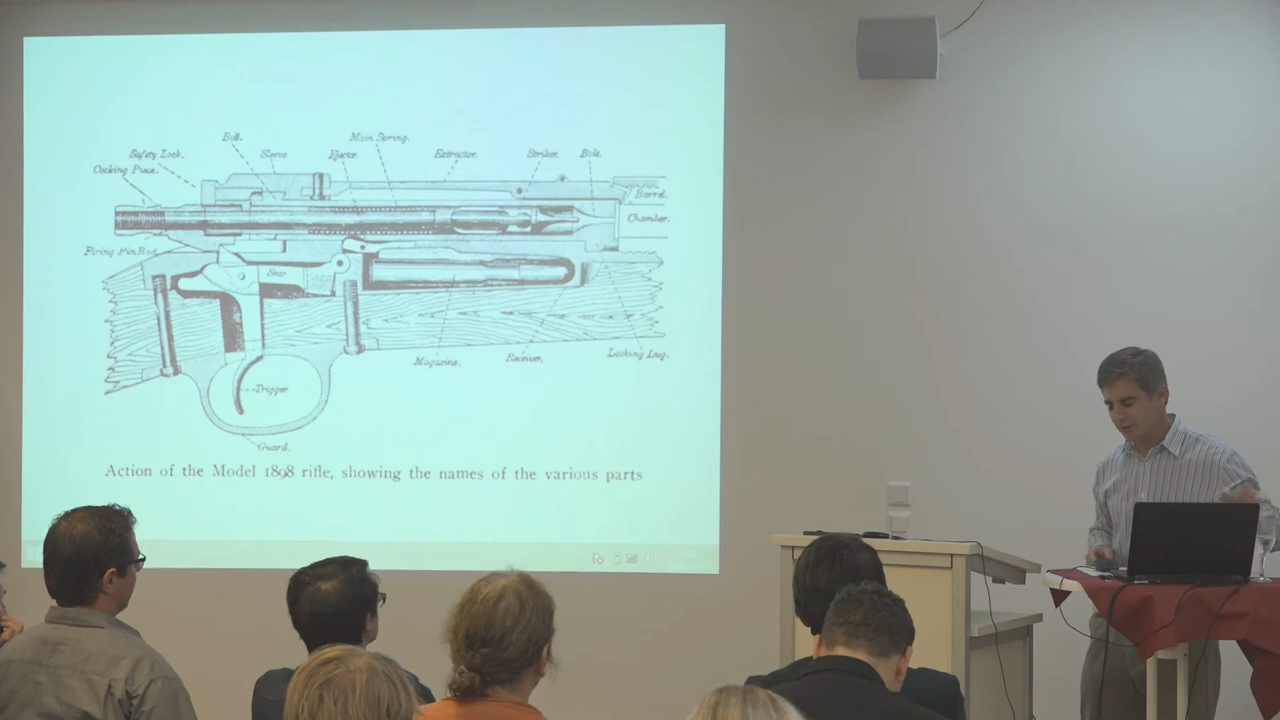 Bolt.
Main Spring.
Safety Lock.
Sleeve
Ejector.
Extractor.
Striker.
Bolt.
Cocking Piece.
Barrel
Chamber.
Firing Pin Rod.
Sear
Magazine.
Receiver.
Locking Lug.
Trigger.
Guard.
Action of the Model 1898 rifle, showing the names of the various parts